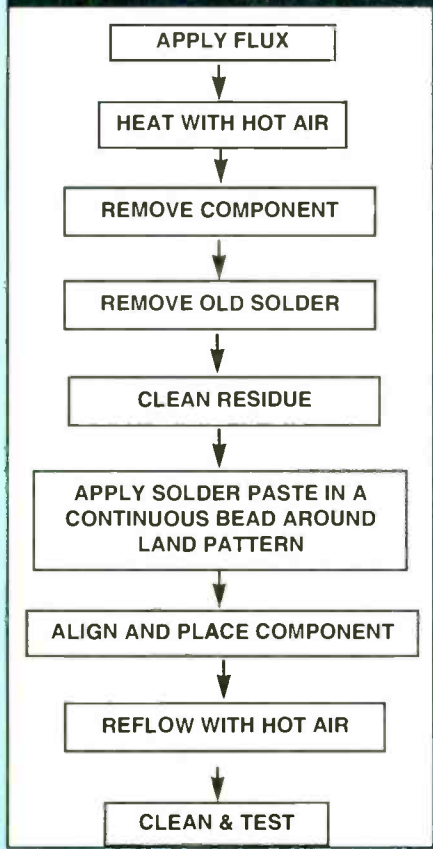 APPLY FLUX
HEAT WITH HOT AIR
REMOVE COMPONENT
REMOVE OLD SOLDER
CLEAN RESIDUE
APPLY SOLDER PASTE IN A
CONTINUOUS BEAD AROUND
LAND PATTERN
ALIGN AND PLACE COMPONENT
REFLOW WITH HOT AIR
CLEAN & TEST